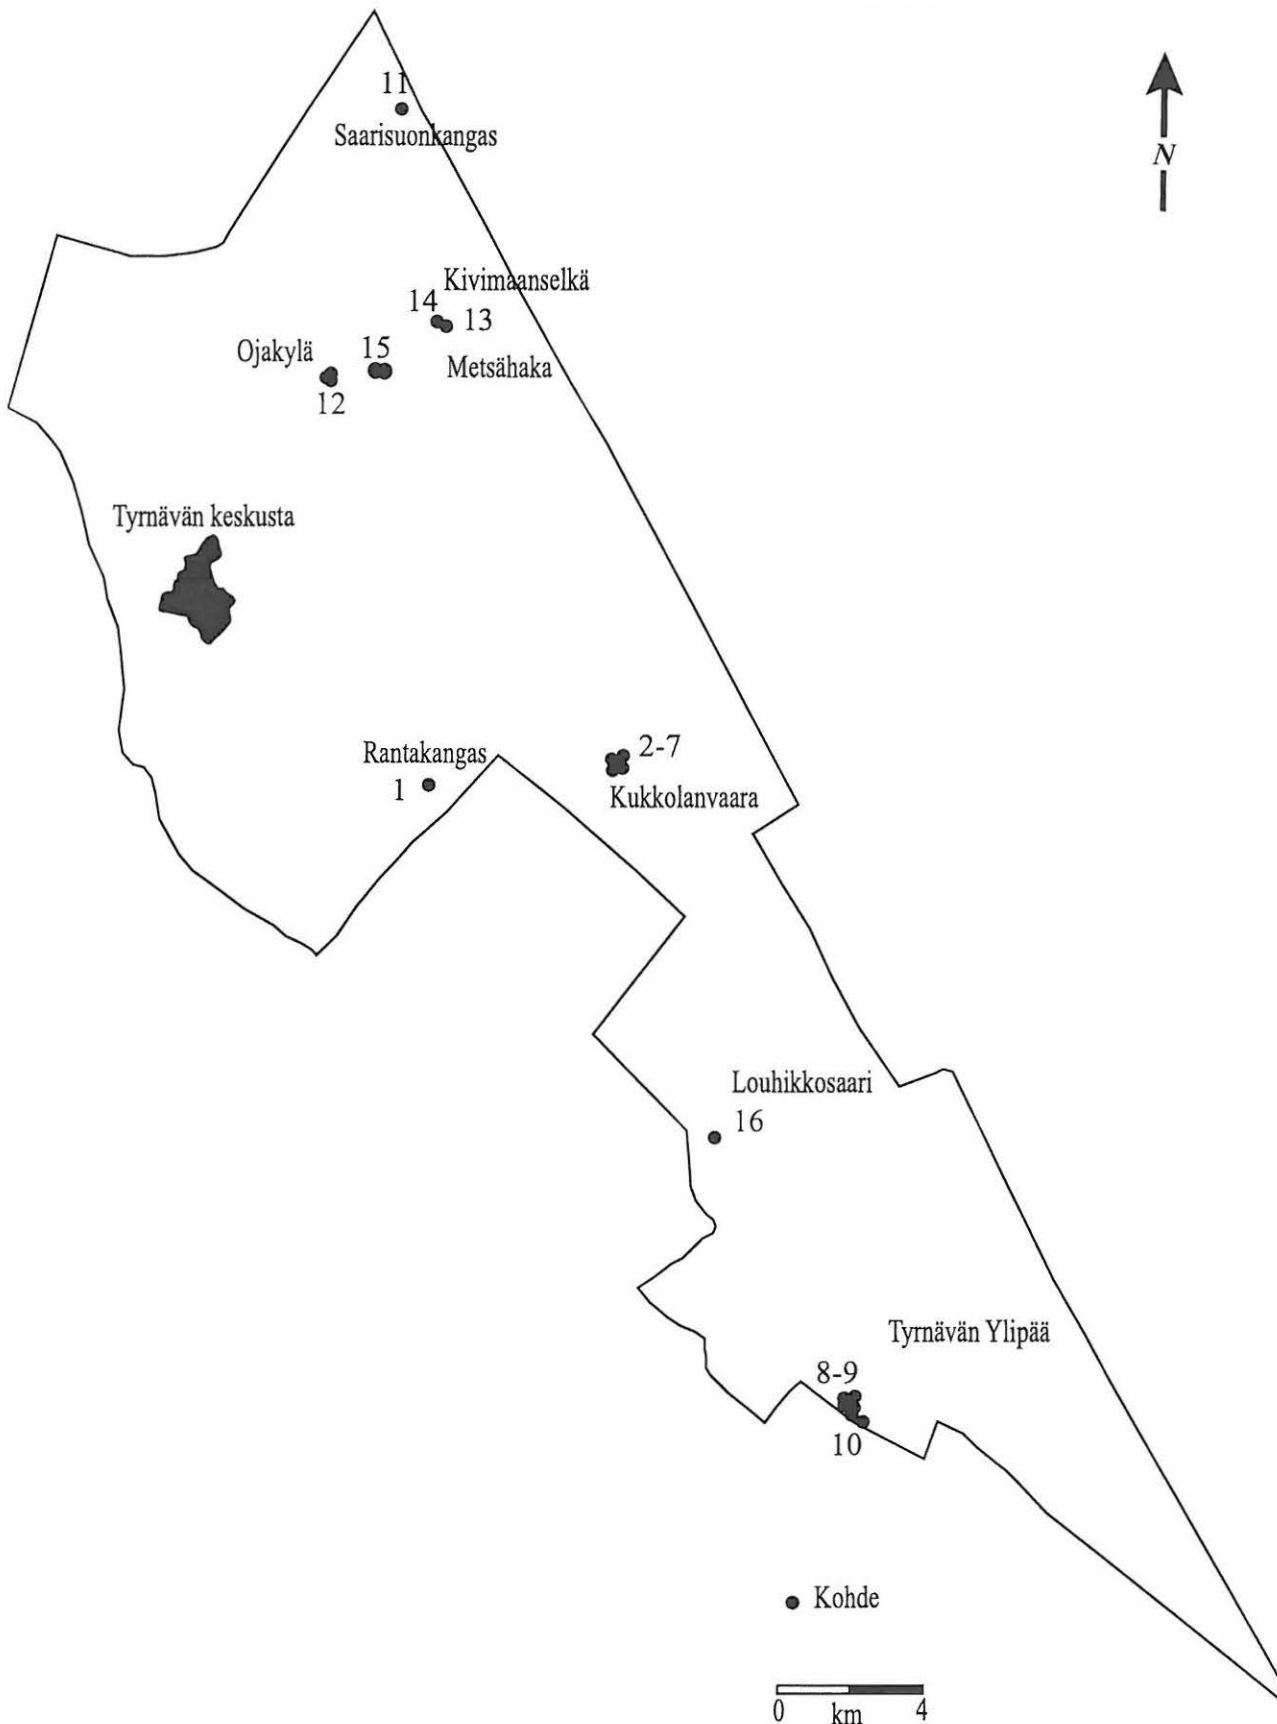 11
Saarisuonkangas
N
Kivimaanselkä
14
13
Ojakylä
15
Metsähaka
12
Tyrnävän keskusta
Rantakangas
1
2-7
Kukkolanvaara
Louhikkosaari
16
Tyrnävän Ylipää
8-9
10
Kohde
0 km 4